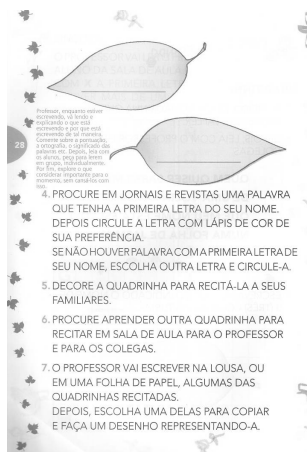 Professor, enquanto estiver
escrevendo, vá lendo e
explicando o que está
escrevendo e por que está
escrevendo de tal maneira.
Comente sobre a pontuação,
a ortografia, o significado das
palavras etc. Depois, leia com
os alunos, peça para lerem
em grupo, individualmente.
Por fim, explore o que
considerar importante para o
momento, sem cansá-los com
isso.
28
4. PROCURE EM JORNAIS E REVISTAS UMA PALAVRA
QUE TENHA A PRIMEIRA LETRA DO SEU NOME.
DEPOIS CIRCULE A LETRA COM LÁPIS DE COR DE
SUA PREFERÊNCIA.
SE NÃO HOUVER PALAVRA COM A PRIMEIRA LETRA DE
SEU NOME, ESCOLHA OUTRA LETRA E CIRCULE-A.
5. DECORE A QUADRINHA PARA RECITÁ-LA A SEUS
FAMILIARES.
6. PROCURE APRENDER OUTRA QUADRINHA PARA
RECITAR EM SALA DE AULA PARA O PROFESSOR
E PARA OS COLEGAS.
7. O PROFESSOR VAI ESCREVER NA LOUSA, OU
EM UMA FOLHA DE PAPEL, ALGUMAS DAS
QUADRINHAS RECITADAS.
DEPOIS, ESCOLHA UMA DELAS PARA COPIAR
E FAÇA UM DESENHO REPRESENTANDO-A.